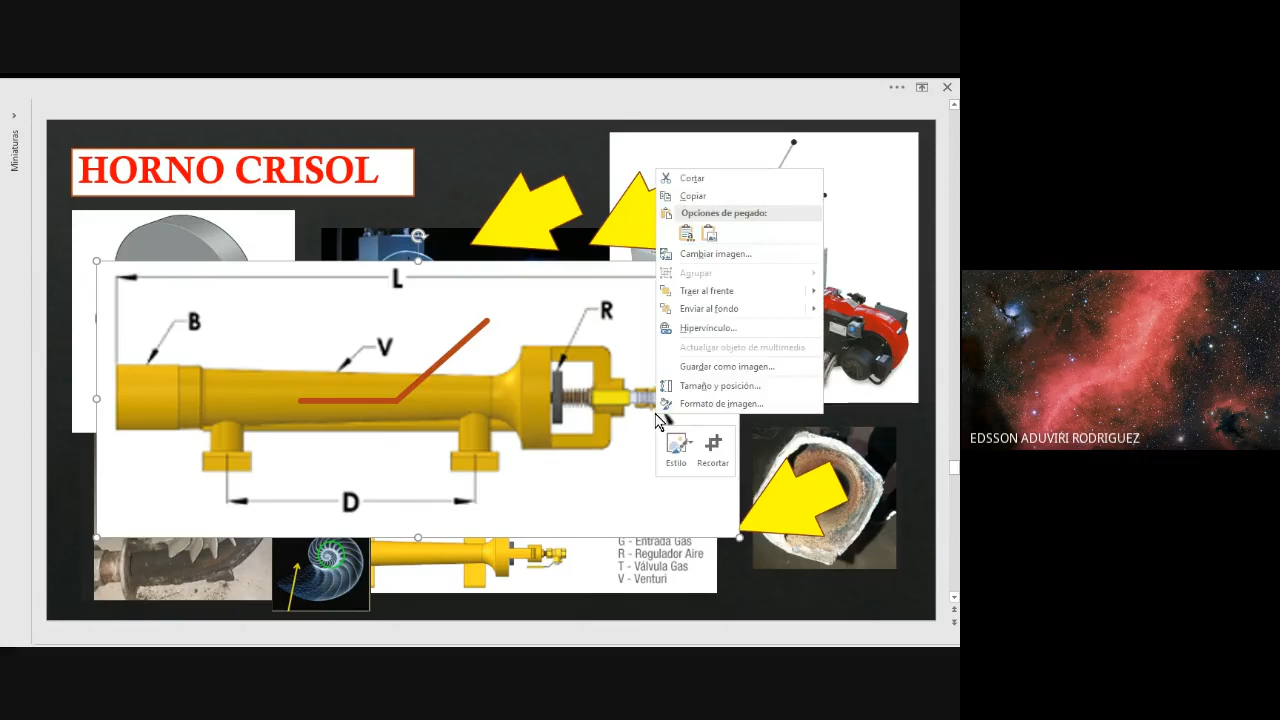 Miniaturas
HORNO CRISOL
L
B
V
R
D
Cortar
Copiar
Opciones de pegado:
Cambiar imagen...
Agrupar
Traer al frente
Enviar al fondo
Hipervínculo...
Actualizar objeto de multimedia
Guardar como imagen...
Tamaño y posición...
Formato de imagen...
Estilo
Recortar
G - Entrada Gas
R - Regulador Aire
T - Válvula Gas
V - Venturi
EDSSON ADUVIRI RODRIGUEZ